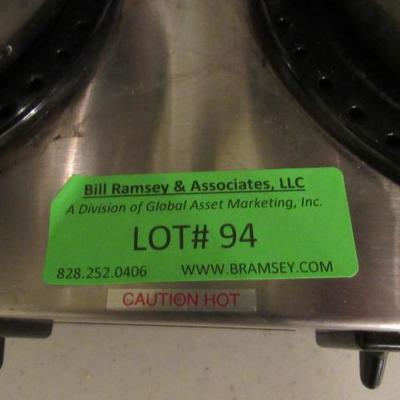 Bill Ramsey & Associates, LLC
A Division of Global Asset Marketing, Inc.
LOT# 94
828.252.0406 WWW.BRAMSEY.COM
CAUTION HOT